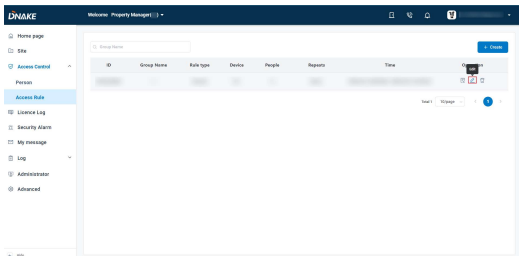 DNAKE
Welcome Property Manager( ) ▾
Home page
Group Name
+ Create
Site
Access Control
ID Group Name Rule type Device People Repeats Time Operation
Edit
Person
Access Rule
Total 1 10/page 1
Licence Log
Security Alarm
My message
Log
Administrator
Advanced